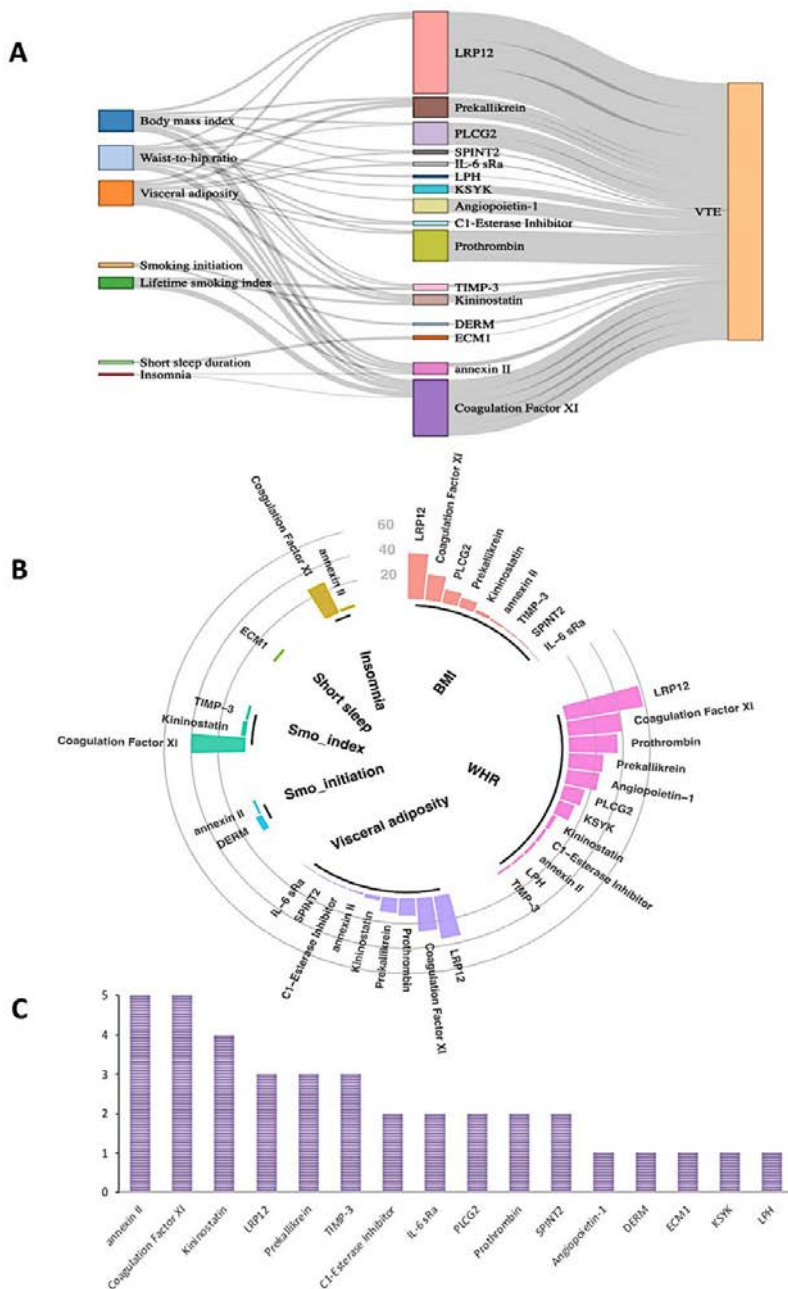 A
LRP12
Prekallikrein
Body mass index
PLCG2
Waist-to-hip ratio
SPINT2
IL-6 sRa
LPH
Visceral adiposity
KSYK
Angiopoietin-1
VTE
C1-Esterase Inhibitor
Prothrombin
Smoking initiation
Lifetime smoking index
TIMP-3
Kininostatin
DERM
ECM1
Short sleep duration
Insomnia
annexin II
Coagulation Factor XI
B
60
40
20
LRP12
Coagulation Factor XI
PLCG2
Prekallikrein
Kininostatin
annexin ii
TIMP-3
SPINT2
IL-6 sRa
BMI
LRP12
Coagulation Factor XI
Prothrombin
Prekallikrein
Angiopoietin-1
PLCG2
KSYK
Kininostatin
C1-Esterase Inhibitor
annexin II
LPH
TIMP-3
WHR
LRP12
Coagulation Factor XI
Prothrombin
Prekallikrein
Kininostatin
annexin ii
C1-Esterase Inhibitor
SPINT2
IL-6 sRa
Visceral adiposity
DERM
annexin II
Smo_initiation
Coagulation Factor XI
Kininostatin
TIMP-3
Smo_index
ECM1
Short sleep
Coagulation Factor XI
annexin ii
Insomnia
C
5
4
3
2
1
0
annexin II
Coagulation Factor XI
Kininostatin
LRP12
Prekallikrein
TIMP-3
C1-Esterase Inhibitor
IL-6 sRa
PLCG2
Prothrombin
SPINT2
Angiopoietin-1
DERM
ECM1
KSYK
LPH